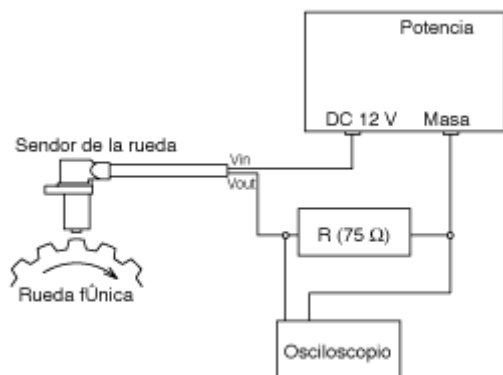 Potencia
DC 12 V Masa
Sendor de la rueda
Vin
Vout
R (75 Ω)
Rueda fÛnica
Osciloscopio